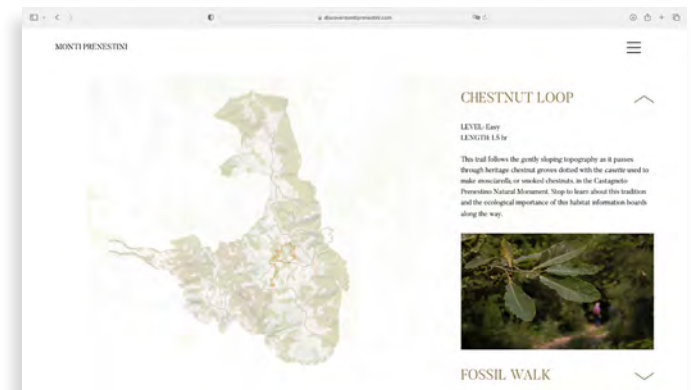 discovermontiprenestini.com
MONTI PRENESTINI
CHESTNUT LOOP
LEVEL: Easy
LENGTH: 1.5 hr
This trail follows the gently sloping topography as it passes
through heritage chestnut groves dotted with the casette used to
make mosciarella, or smoked chestnuts, in the Castagneto
Prenestino Natural Monument. Stop to learn about this tradition
and the ecological importance of this habitat information boards
along the way.
FOSSIL WALK